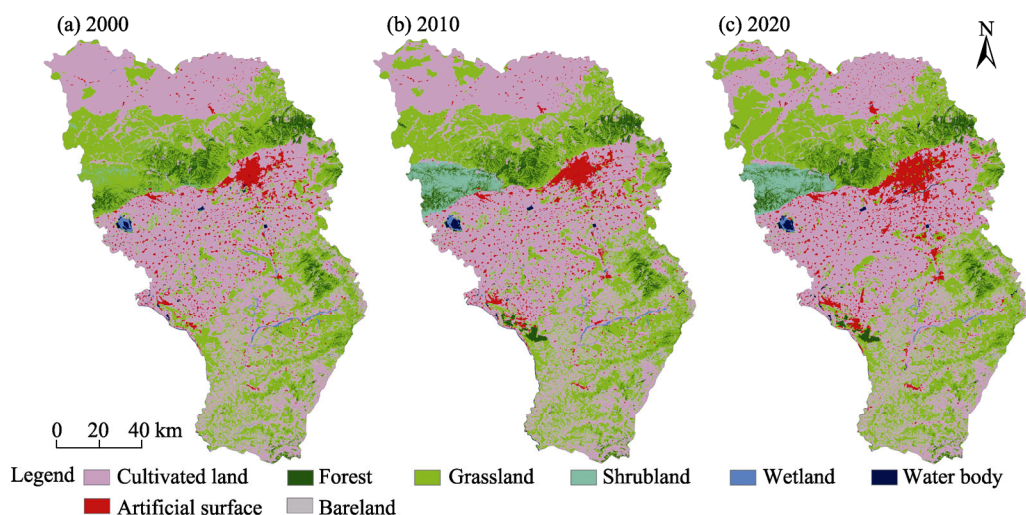 (a) 2000
(b) 2010
(c) 2020
N
0 20 40 km
Legend Cultivated land Forest Grassland Shrubland Wetland Water body
Artificial surface Bareland